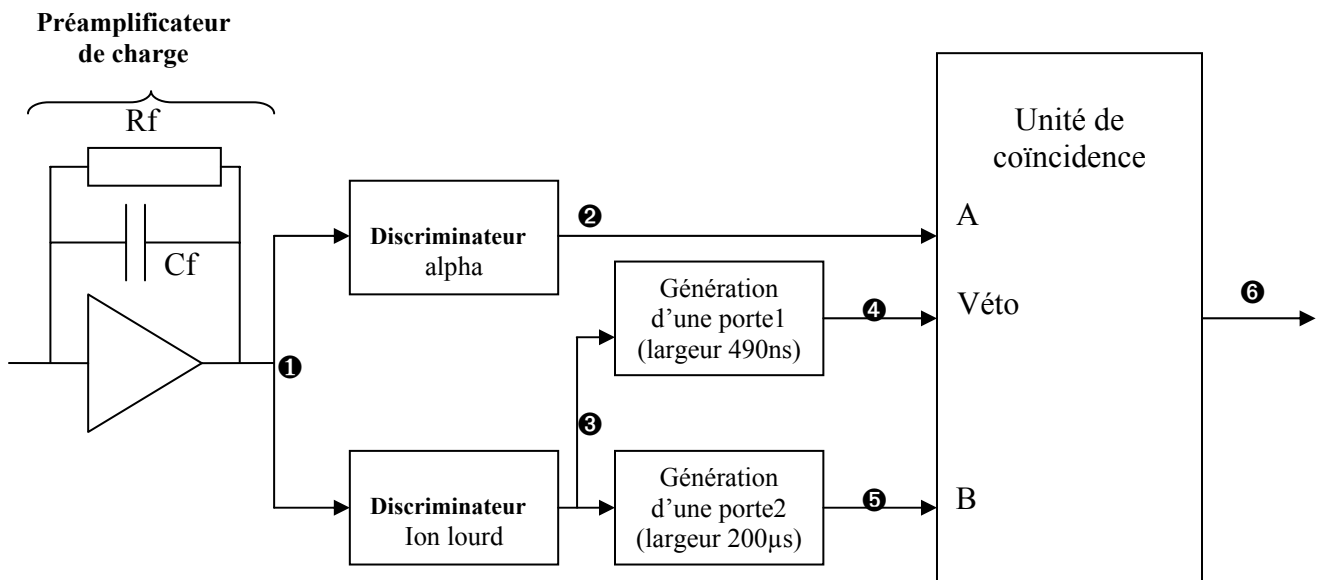 Préamplificateur
de charge
Rf
Cf
❶
Discriminateur
alpha
❷
Discriminateur
Ion lourd
❸
Génération
d’une porte1
(largeur 490ns)
❹
Génération
d’une porte2
(largeur 200µs)
❺
Unité de
coïncidence
A
Véto
B
❻